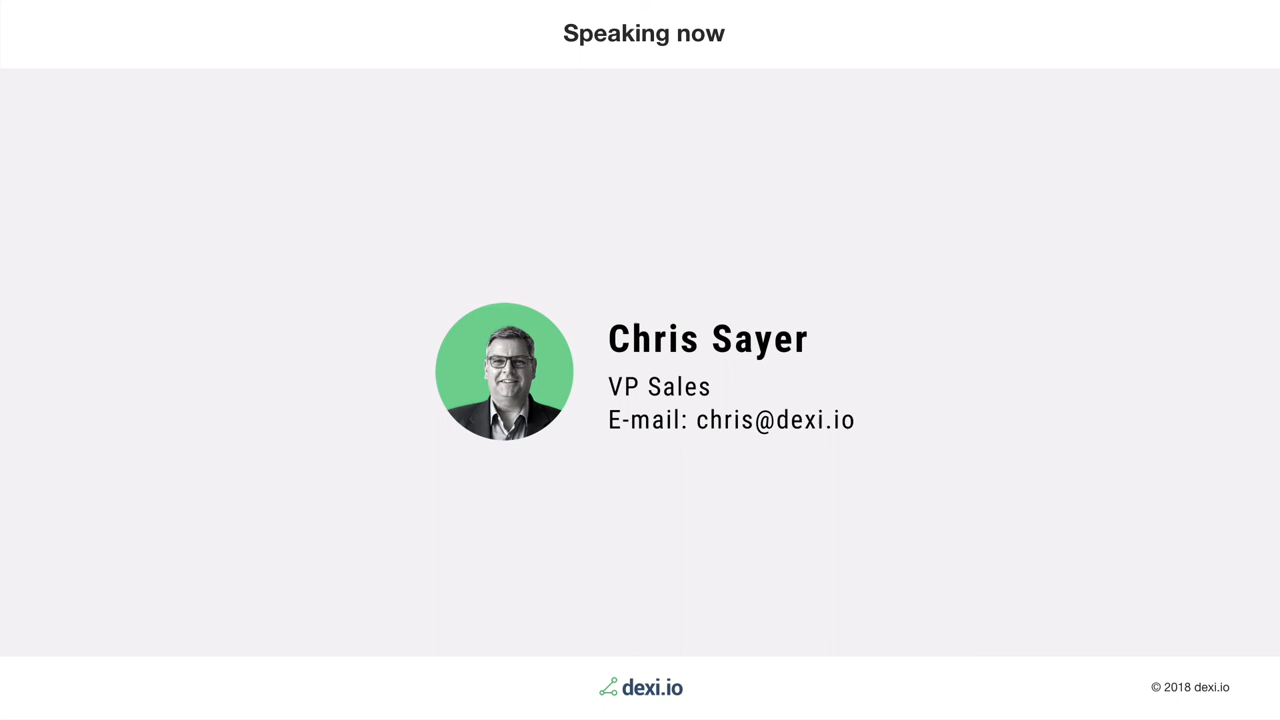 Speaking now
Chris Sayer
VP Sales
E-mail: chris@dexi.io
dexi.io
© 2018 dexi.io